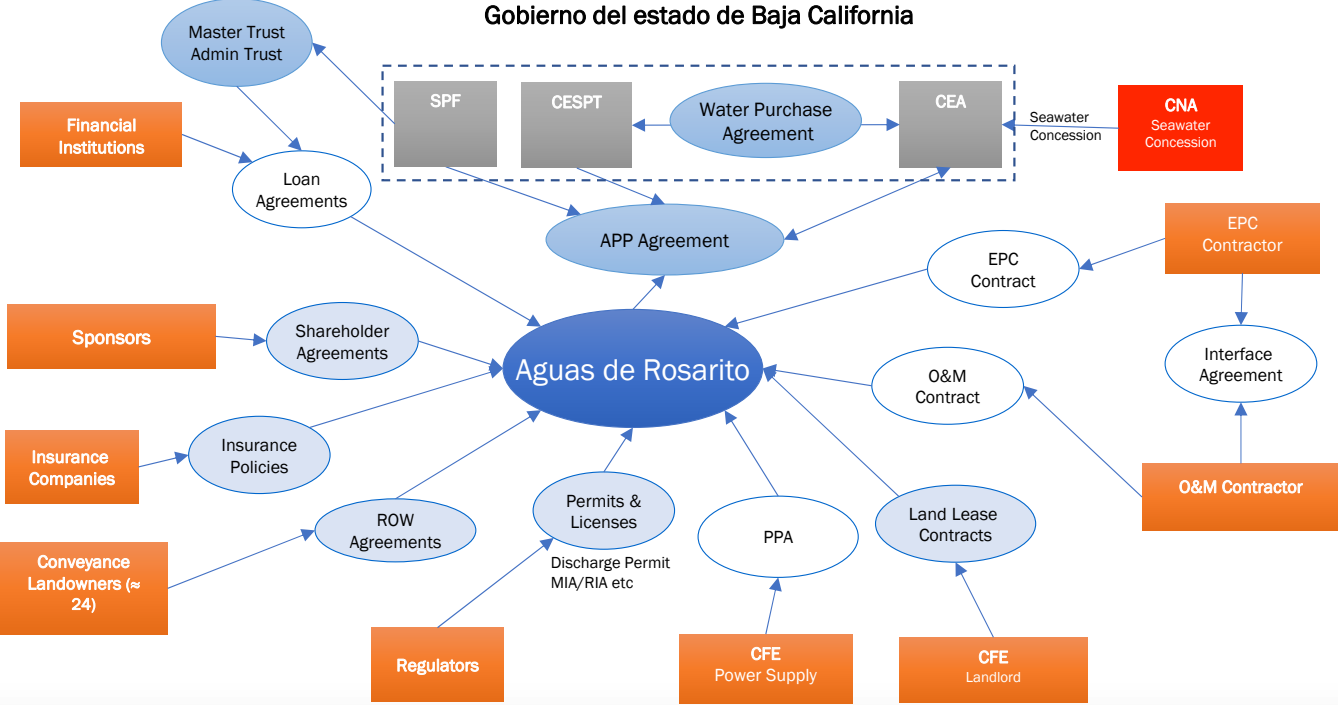 Gobierno del estado de Baja California
Master Trust
Admin Trust
SPF
CESPT
Water Purchase
Agreement
CEA
Seawater
Concession
CNA
Seawater
Concession
Financial
Institutions
Loan
Agreements
APP Agreement
EPC
Contractor
EPC
Contract
Sponsors
Shareholder
Agreements
Aguas de Rosarito
Interface
Agreement
O&M
Contract
Insurance
Companies
Insurance
Policies
O&M Contractor
Conveyance
Landowners (≈
24)
ROW
Agreements
Permits &
Licenses
Discharge Permit
MIA/RIA etc
PPA
Land Lease
Contracts
Regulators
CFE
Power Supply
CFE
Landlord